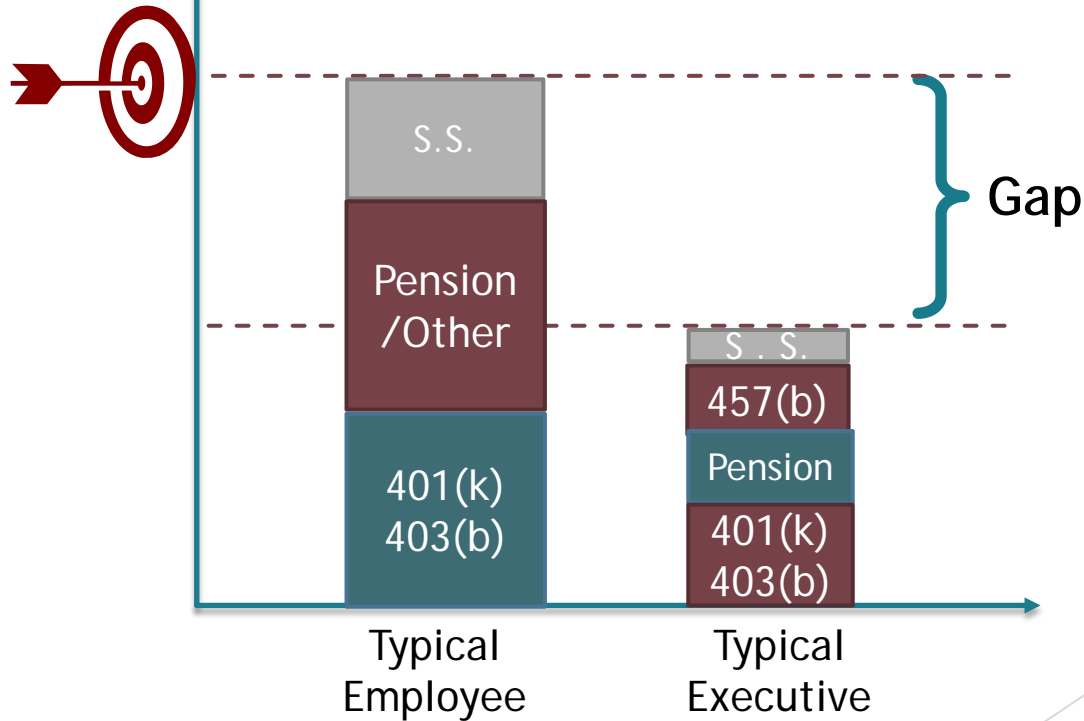 S.S.
Pension
/Other
401(k)
403(b)
S . S.
457(b)
Pension
401(k)
403(b)
Gap
Typical
Employee
Typical
Executive